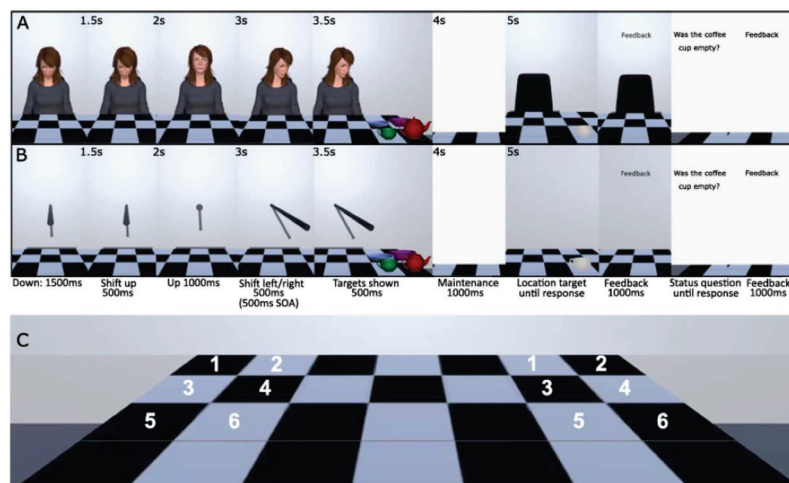 A
1.5s 2s 3s 3.5s 4s 5s
Feedback
Was the coffee
cup empty?
Feedback
B
1.5s 2s 3s 3.5s 4s 5s
Feedback
Was the coffee
cup empty?
Feedback
Down: 1500ms
Shift up
500ms
Up 1000ms
Shift left/right
500ms
(500ms SOA)
Targets shown
500ms
Maintenance
1000ms
Location target
until response
Feedback
1000ms
Status question
until response
Feedback
1000ms
C
1 2 1 2
3 4 3 4
5 6 5 6